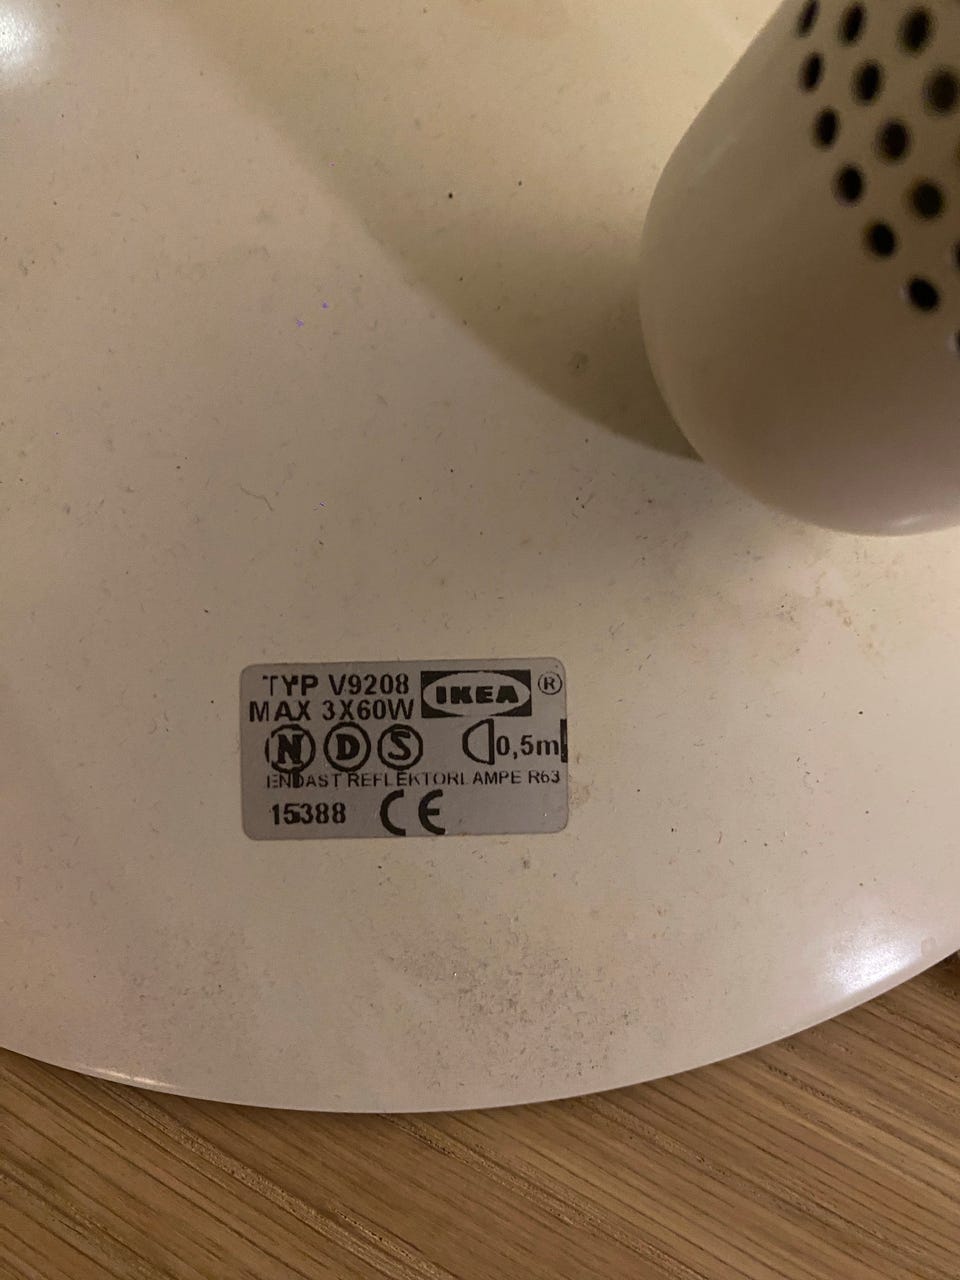 TYP V9208 IKEA ®
MAX 3X60W
N D S 0,5m
ENDAST REFLEKTORLAMPE R63
15388 CE